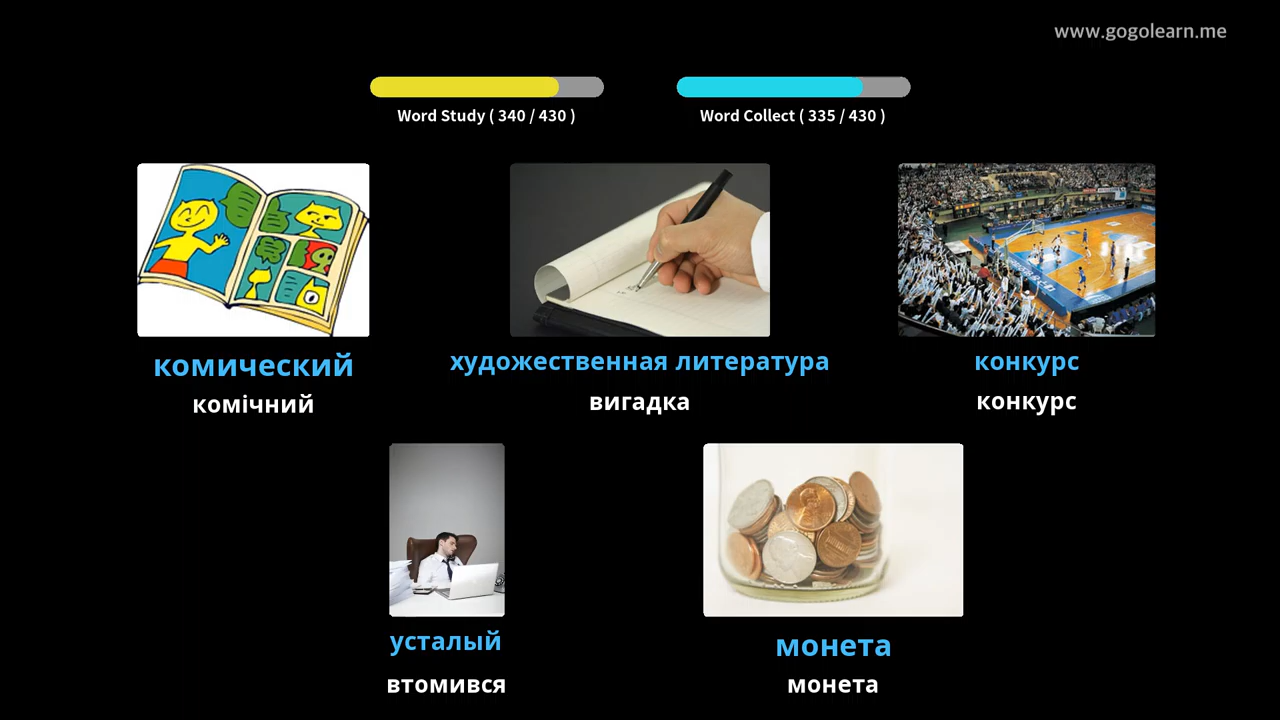 www.gogolearn.me
Word Study ( 340 / 430 )
Word Collect ( 335 / 430 )
комический
комічний
художественная литература
вигадка
конкурс
конкурс
усталый
втомився
монета
монета